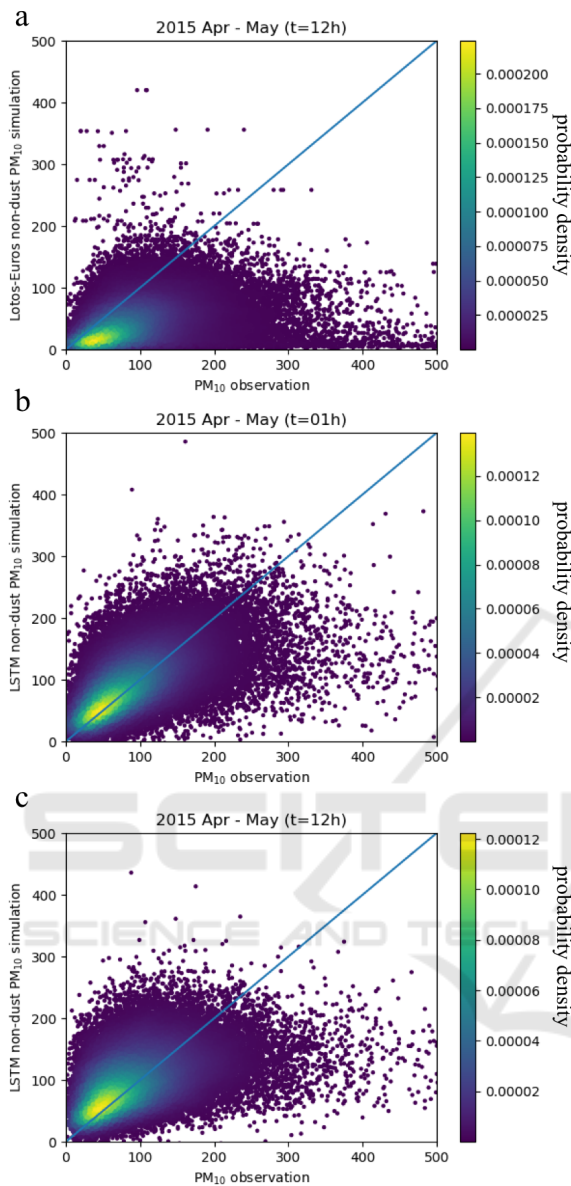 a
2015 Apr - May (t=12h)
Lotos-Euros non-dust PM10 simulation
500
400
300
200
100
0
0 100 200 300 400 500
PM10 observation
0.000200
0.000175
0.000150
0.000125
0.000100
0.000075
0.000050
0.000025
probability density
b
2015 Apr - May (t=01h)
LSTM non-dust PM10 simulation
500
400
300
200
100
0
0 100 200 300 400 500
PM10 observation
0.00012
0.00010
0.00008
0.00006
0.00004
0.00002
probability density
c
2015 Apr - May (t=12h)
LSTM non-dust PM10 simulation
500
400
300
200
100
0
0 100 200 300 400 500
PM10 observation
0.00012
0.00010
0.00008
0.00006
0.00004
0.00002
probability density
SCITE
SCIENCE AND TECH